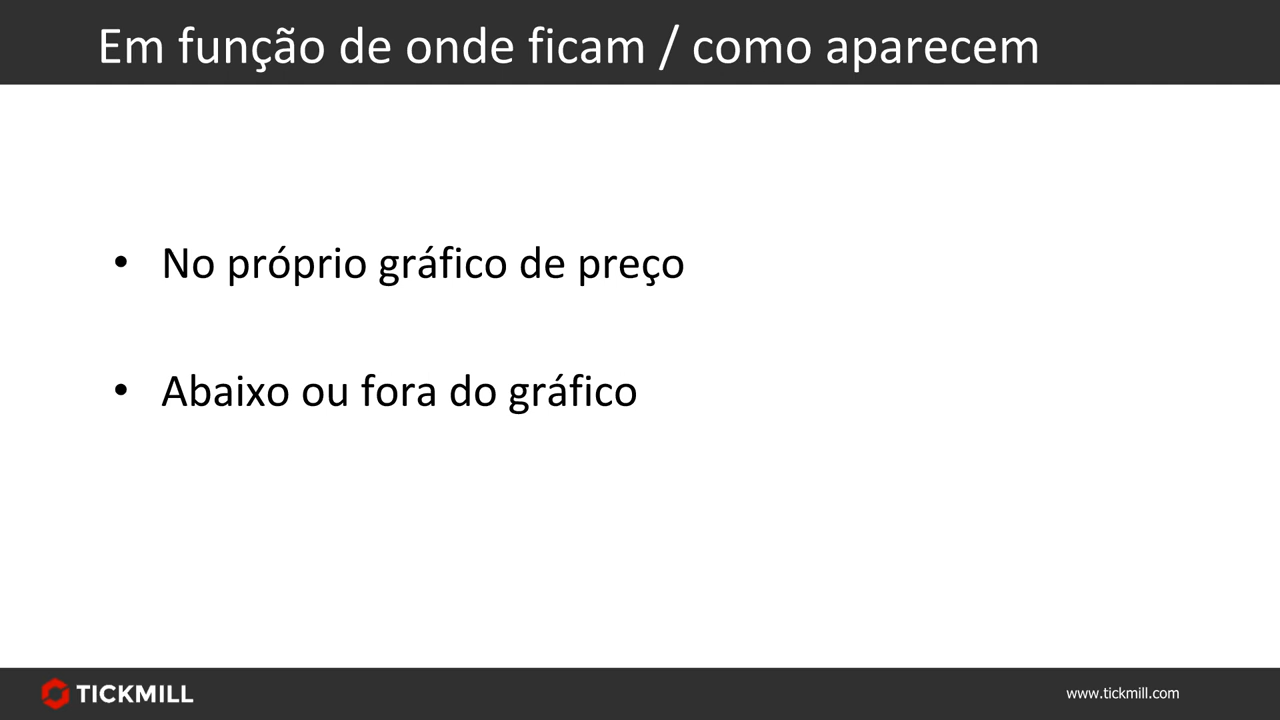 Em função de onde ficam / como aparecem
• No próprio gráfico de preço
• Abaixo ou fora do gráfico
TICKMILL
www.tickmill.com